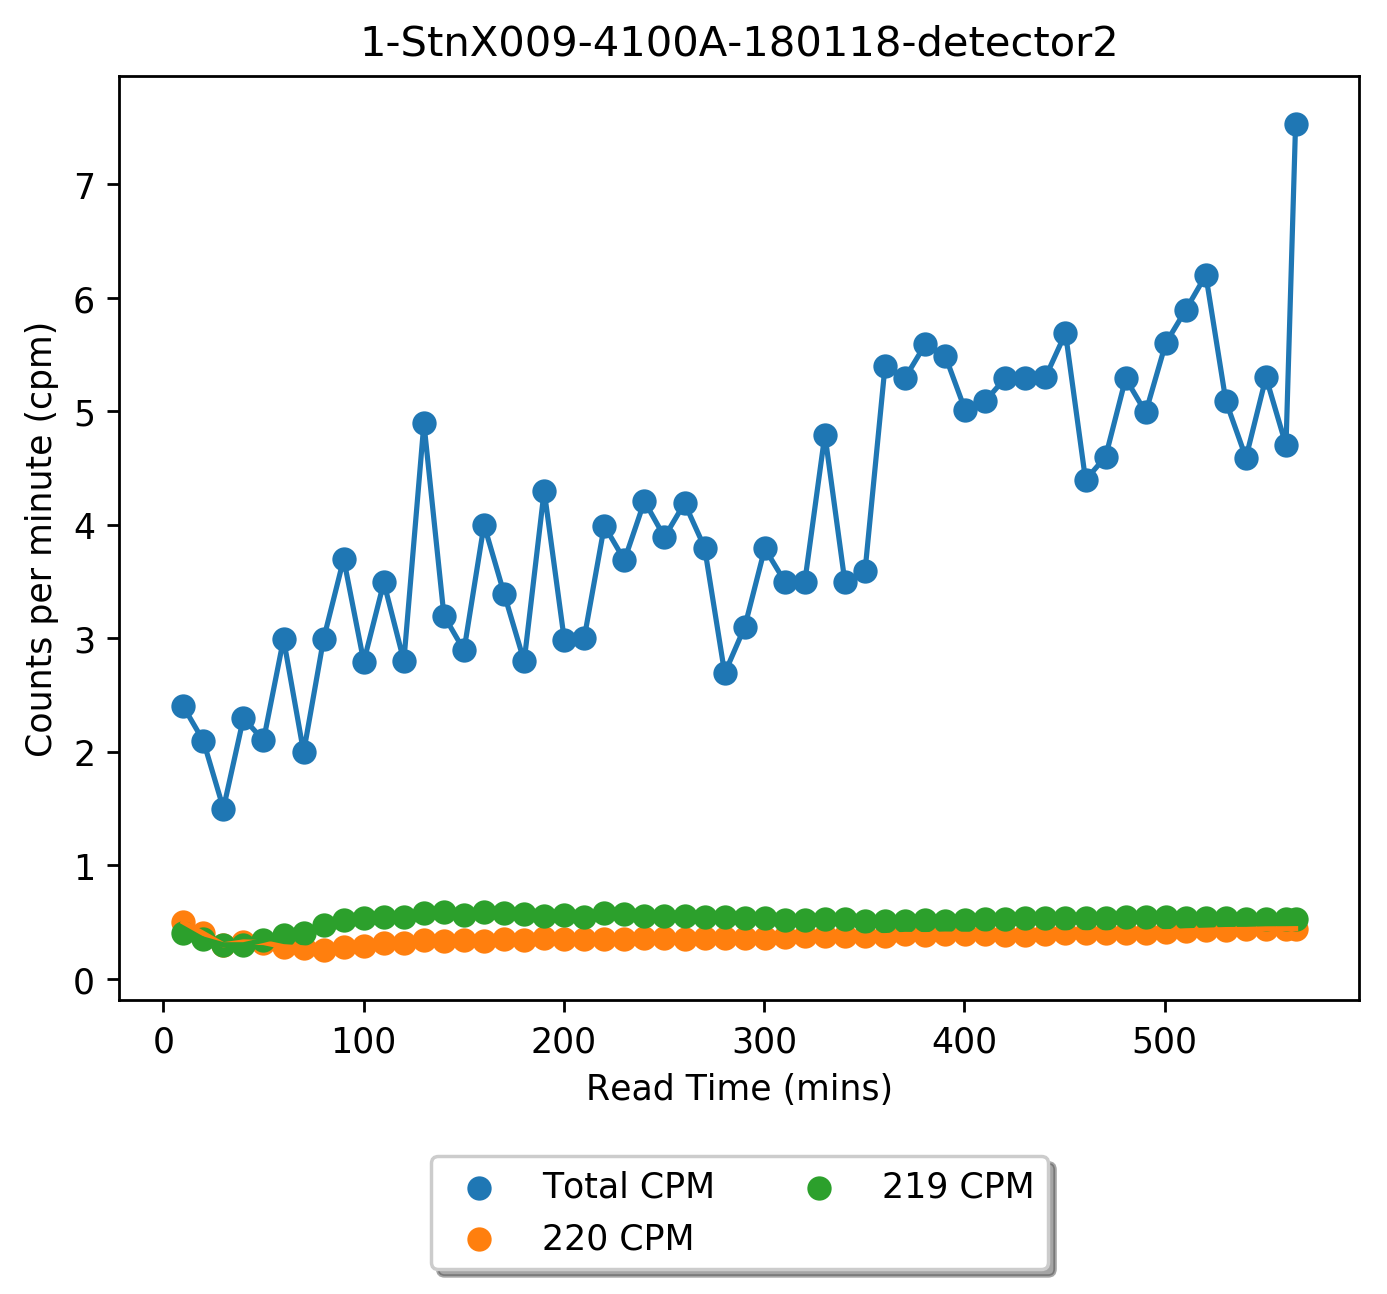 1-StnX009-4100A-180118-detector2
7
6
5
4
3
2
1
0
Counts per minute (cpm)
0 100 200 300 400 500
Read Time (mins)
Total CPM 219 CPM
220 CPM